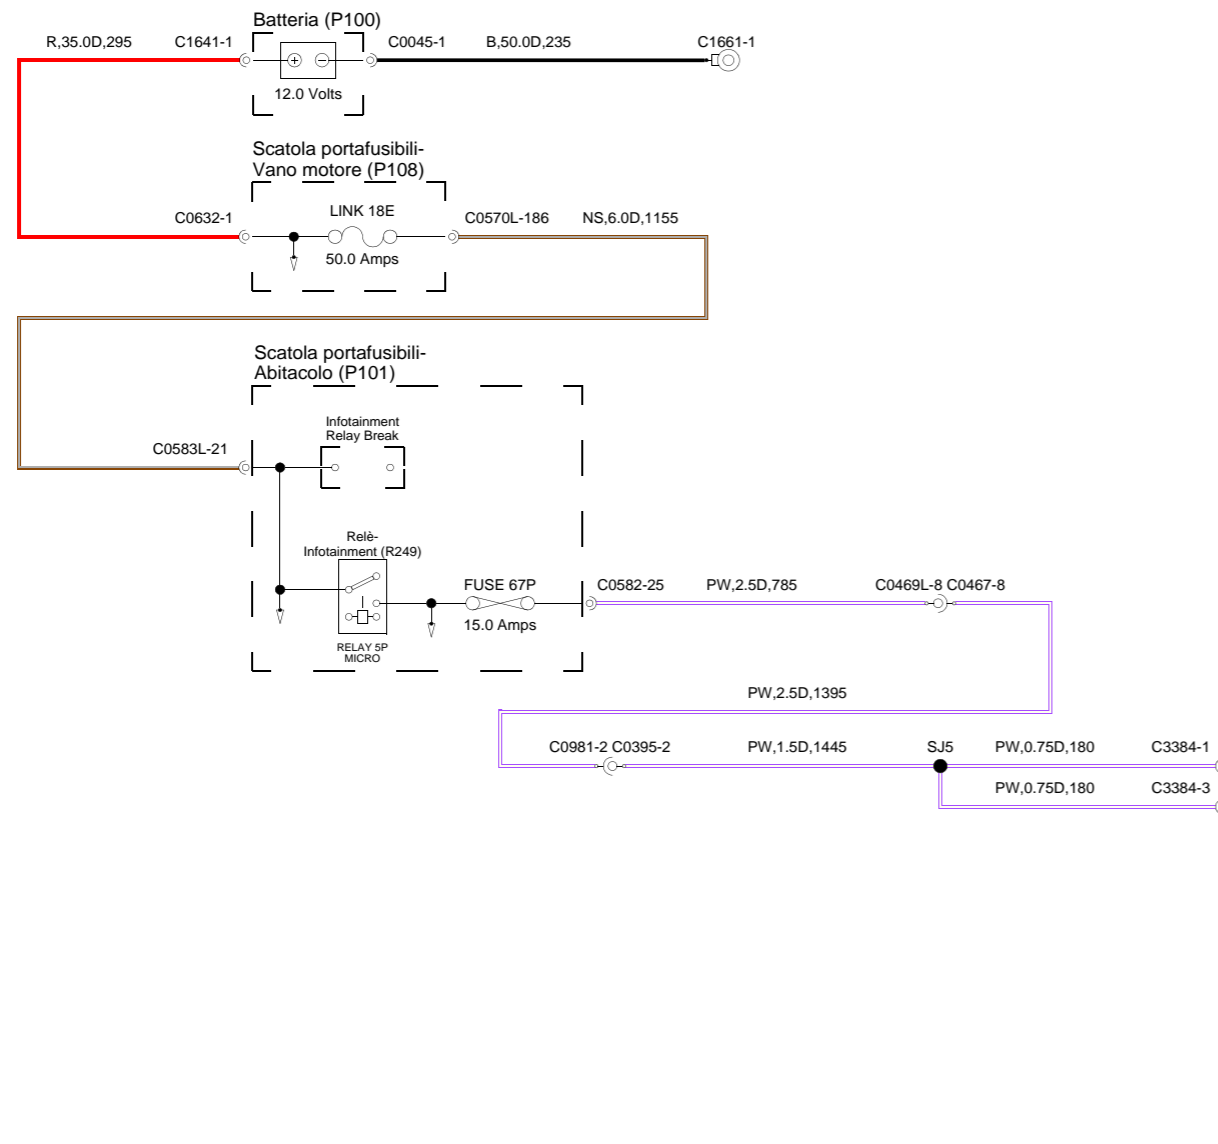 Batteria (P100)
R,35.0D,295
C1641-1
C0045-1
B,50.0D,235
C1661-1
12.0 Volts
Scatola portafusibili-
Vano motore (P108)
C0632-1
LINK 18E
C0570L-186
NS,6.0D,1155
50.0 Amps
Scatola portafusibili-
Abitacolo (P101)
Infotainment
Relay Break
C0583L-21
Relè-
Infotainment (R249)
FUSE 67P
C0582-25
PW,2.5D,785
C0469L-8 C0467-8
15.0 Amps
RELAY 5P
MICRO
PW,2.5D,1395
C0981-2 C0395-2
PW,1.5D,1445
SJ5
PW,0.75D,180
C3384-1
PW,0.75D,180
C3384-3